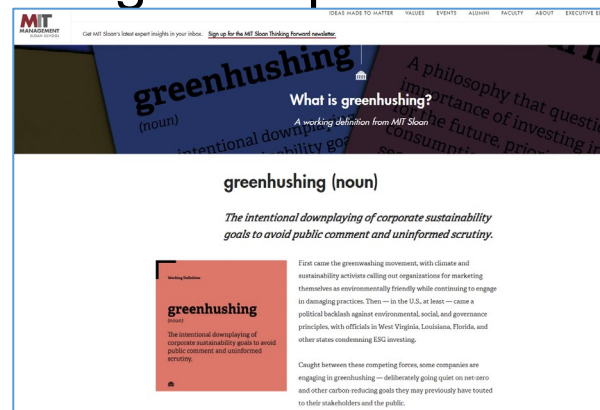 IDEAS MADE TO MATTER VALUES EVENTS ALUMNI FACULTY ABOUT EXECUTIVE
MIT
MANAGEMENT
SLOAN SCHOOL
Get MIT Sloan's latest expert insights in your inbox. Sign up for the MIT Sloan Thinking Forward newsletter.
greenhushing
(noun)
A philosophy that
importance of investing
the future,
consumption
What is greenhushing?
A working definition from MIT Sloan
greenhushing (noun)
The intentional downplaying of corporate sustainability
goals to avoid public comment and uninformed scrutiny.
Working Definition
greenhushing
(noun)
The intentional downplaying of
corporate sustainability goals to avoid
public comment and uninformed
scrutiny.
First came the greenwashing movement, with climate and
sustainability activists calling out organizations for marketing
themselves as environmentally friendly while continuing to engage
in damaging practices. Then — in the U.S., at least — came a
political backlash against environmental, social, and governance
principles, with officials in West Virginia, Louisiana, Florida, and
other states condemning ESG investing.
Caught between these competing forces, some companies are
engaging in greenhushing — deliberately going quiet on net-zero
and other carbon-reducing goals they may previously have touted
to their stakeholders and the public.